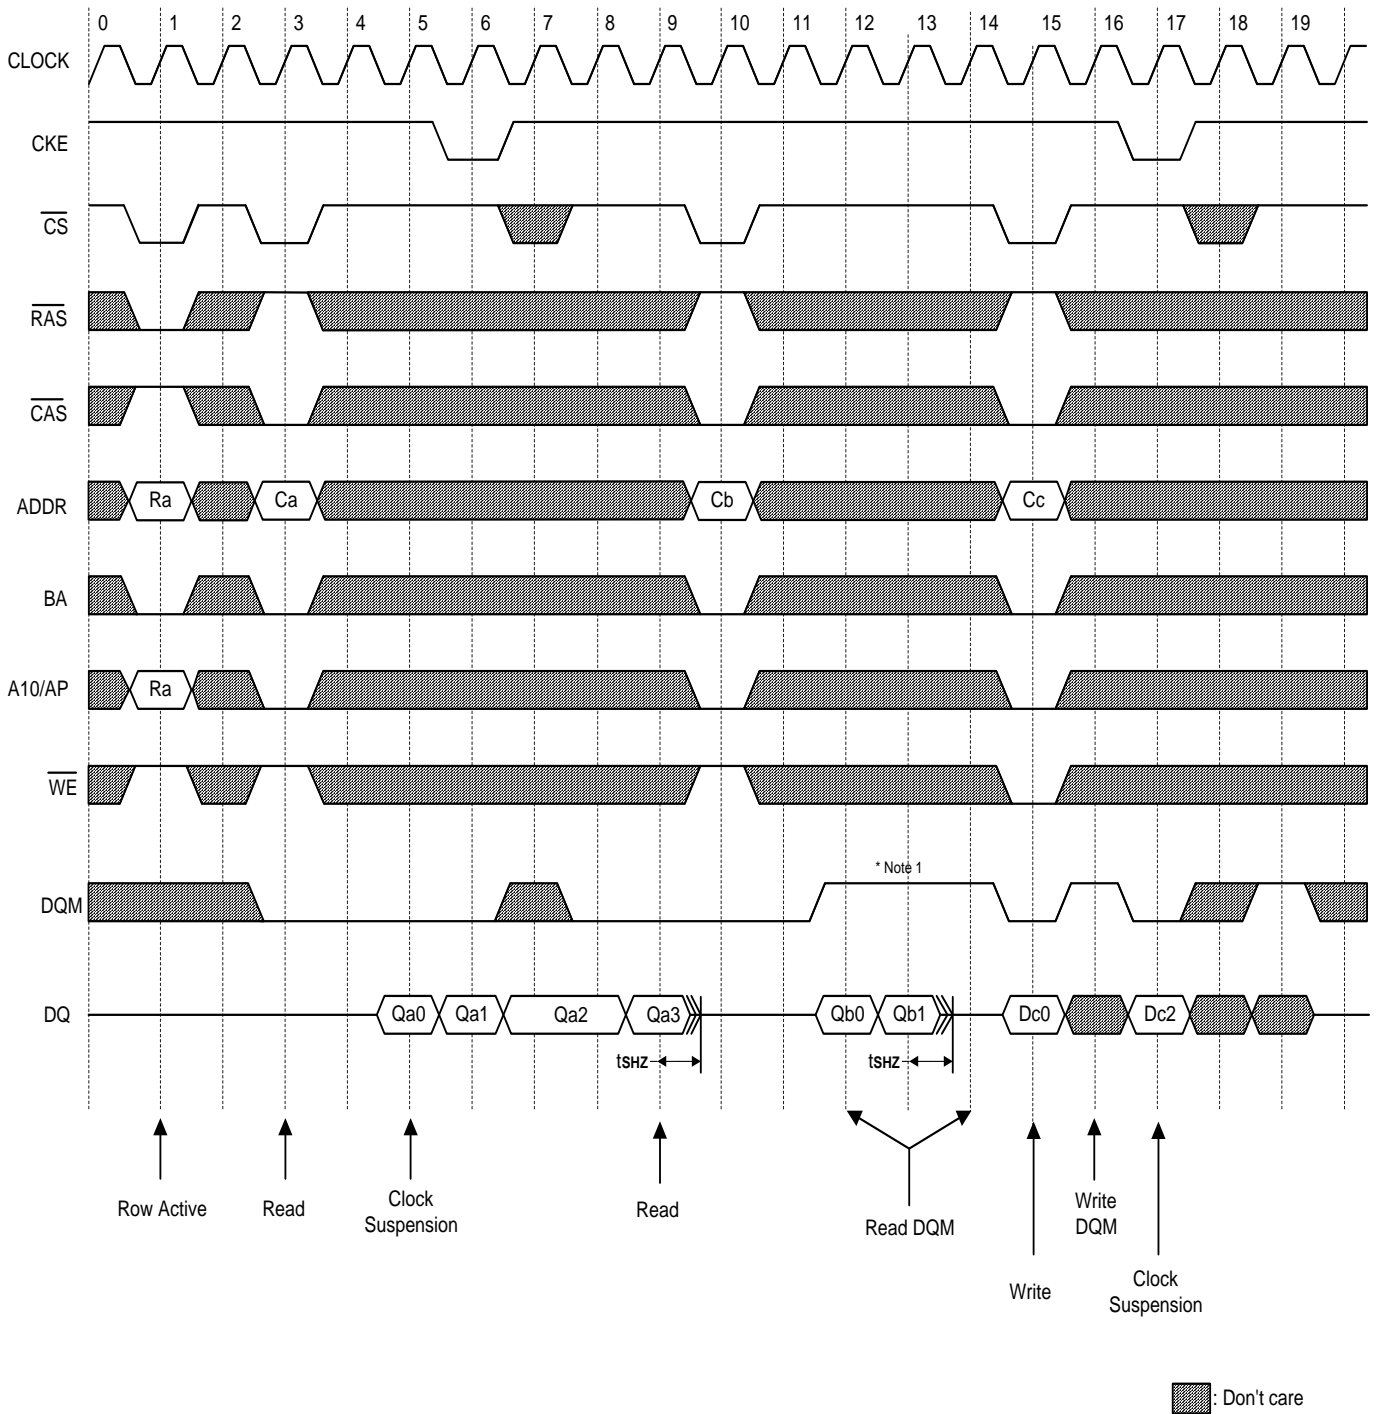 0 1 2 3 4 5 6 7 8 9 10 11 12 13 14 15 16 17 18 19
CLOCK
CKE
CS
RAS
CAS
ADDR Ra Ca Cb Cc
BA
A10/AP Ra
WE
* Note 1
DQM
DQ Qa0 Qa1 Qa2 Qa3 Qb0 Qb1 Dc0 Dc2
tSHZ tSHZ
Row Active
Read
Clock
Suspension
Read
Read DQM
Write
Write
DQM
Clock
Suspension
: Don't care